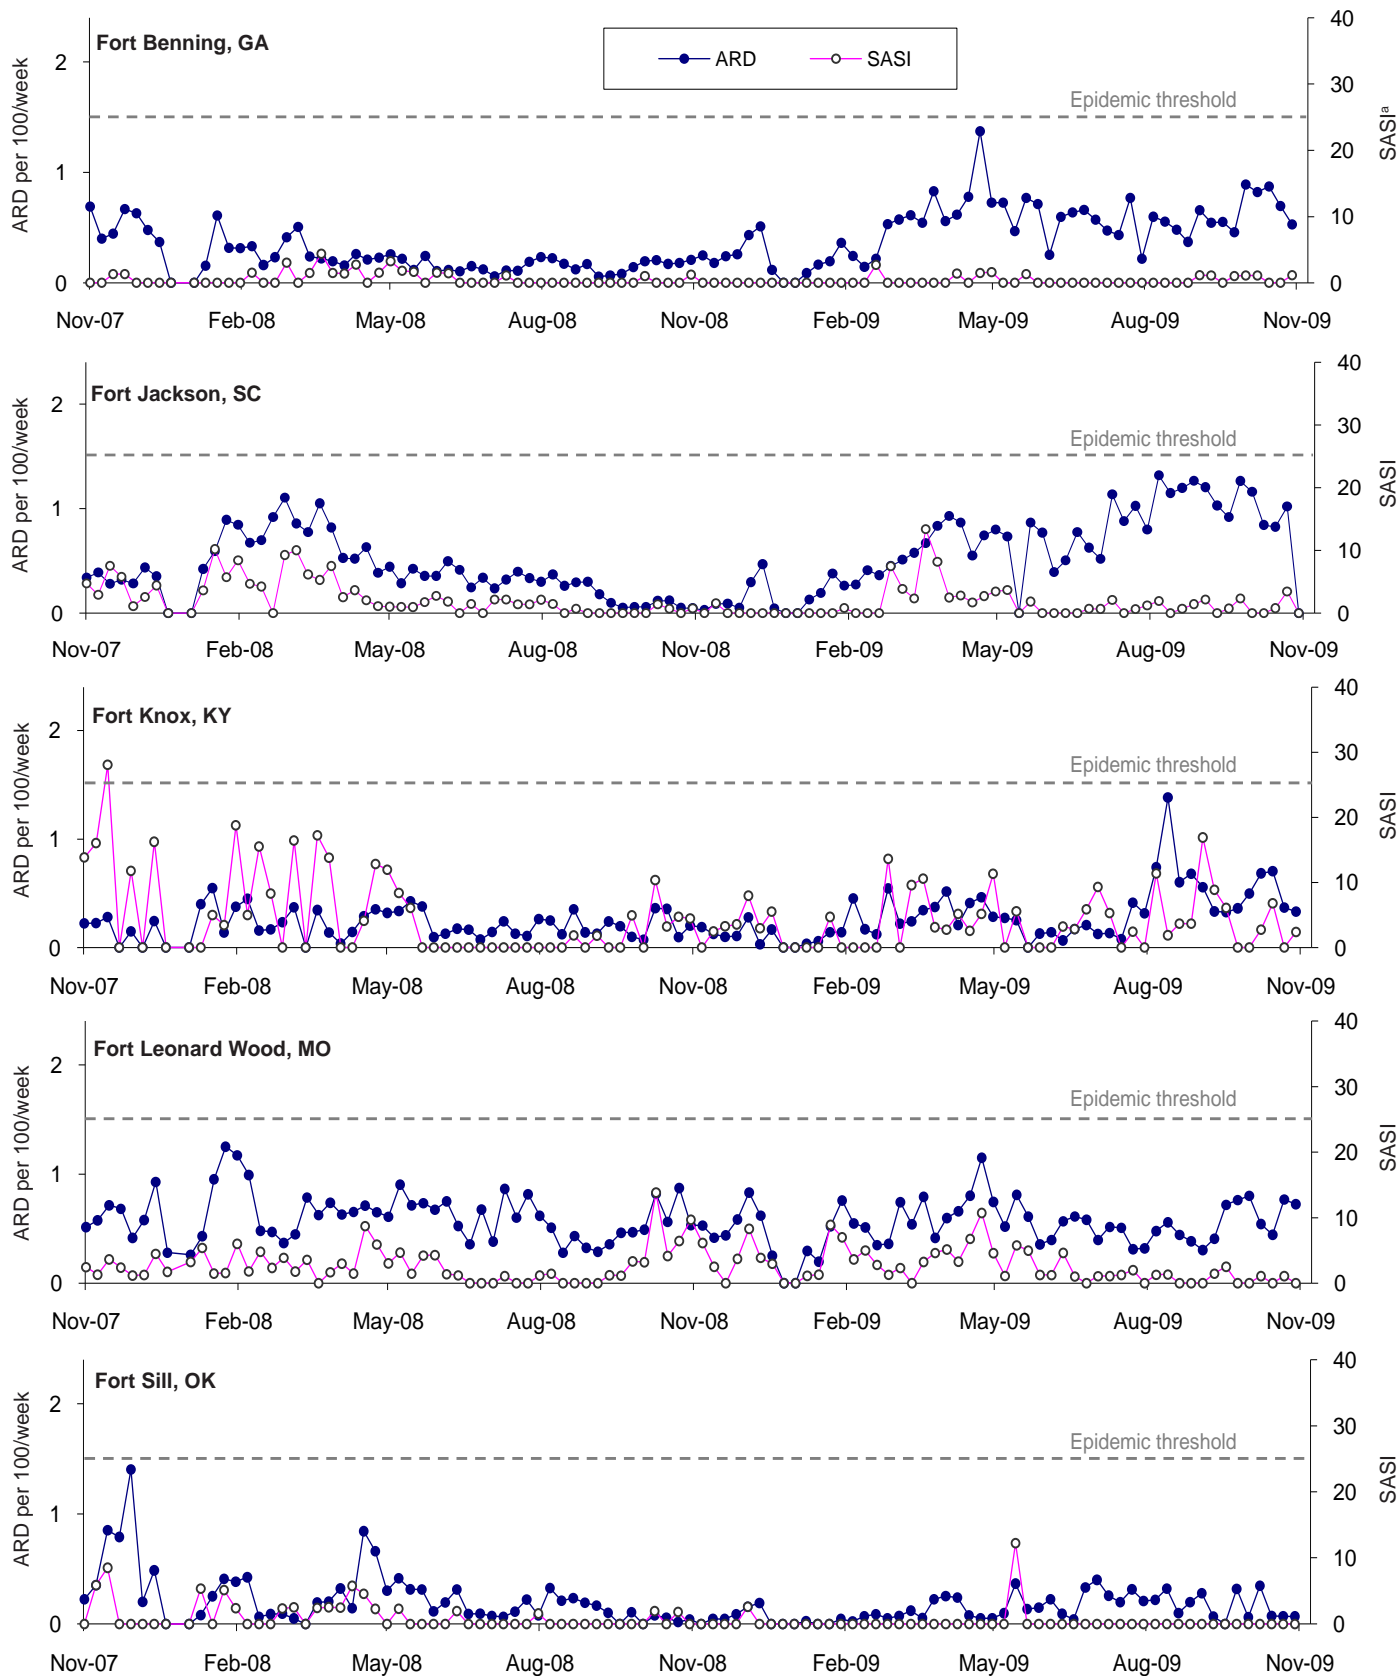 Fort Benning, GA
ARD SASI
Epidemic threshold
ARD per 100/week
2
1
0
SASIᵃ
40
30
20
10
0
Nov-07 Feb-08 May-08 Aug-08 Nov-08 Feb-09 May-09 Aug-09 Nov-09
Fort Jackson, SC
Epidemic threshold
ARD per 100/week
2
1
0
SASI
40
30
20
10
0
Nov-07 Feb-08 May-08 Aug-08 Nov-08 Feb-09 May-09 Aug-09 Nov-09
Fort Knox, KY
Epidemic threshold
ARD per 100/week
2
1
0
SASI
40
30
20
10
0
Nov-07 Feb-08 May-08 Aug-08 Nov-08 Feb-09 May-09 Aug-09 Nov-09
Fort Leonard Wood, MO
Epidemic threshold
ARD per 100/week
2
1
0
SASI
40
30
20
10
0
Nov-07 Feb-08 May-08 Aug-08 Nov-08 Feb-09 May-09 Aug-09 Nov-09
Fort Sill, OK
Epidemic threshold
ARD per 100/week
2
1
0
SASI
40
30
20
10
0
Nov-07 Feb-08 May-08 Aug-08 Nov-08 Feb-09 May-09 Aug-09 Nov-09